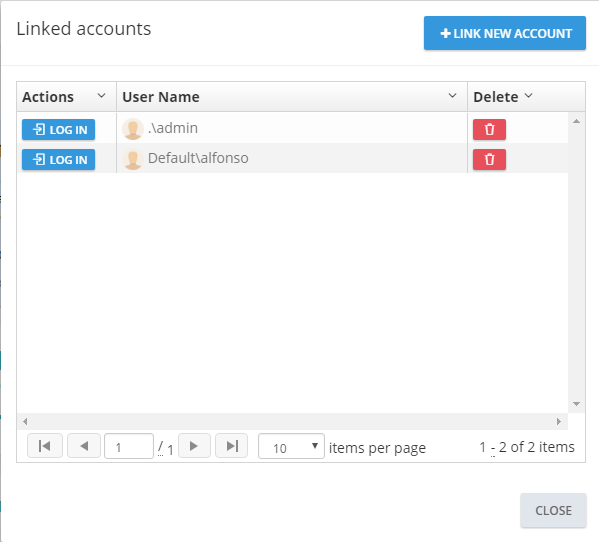 Linked accounts
+ LINK NEW ACCOUNT
Actions User Name Delete
LOG IN .\admin
LOG IN Default\alfonso
1 / 1 10 items per page 1 - 2 of 2 items
CLOSE